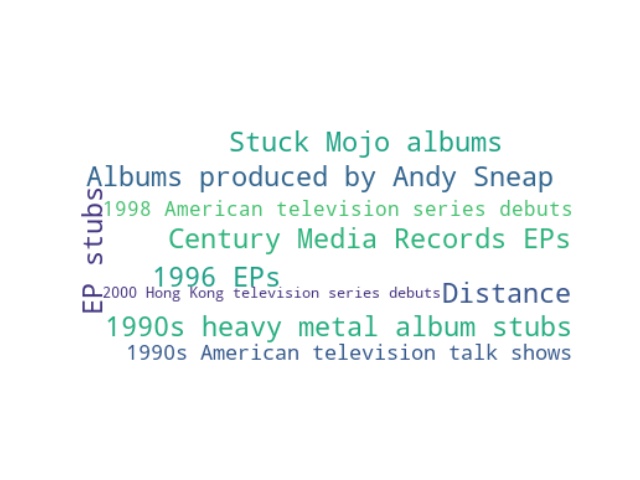 Stuck Mojo albums
Albums produced by Andy Sneap
EP stubs
1998 American television series debuts
Century Media Records EPs
1996 EPs
2000 Hong Kong television series debuts
Distance
1990s heavy metal album stubs
1990s American television talk shows